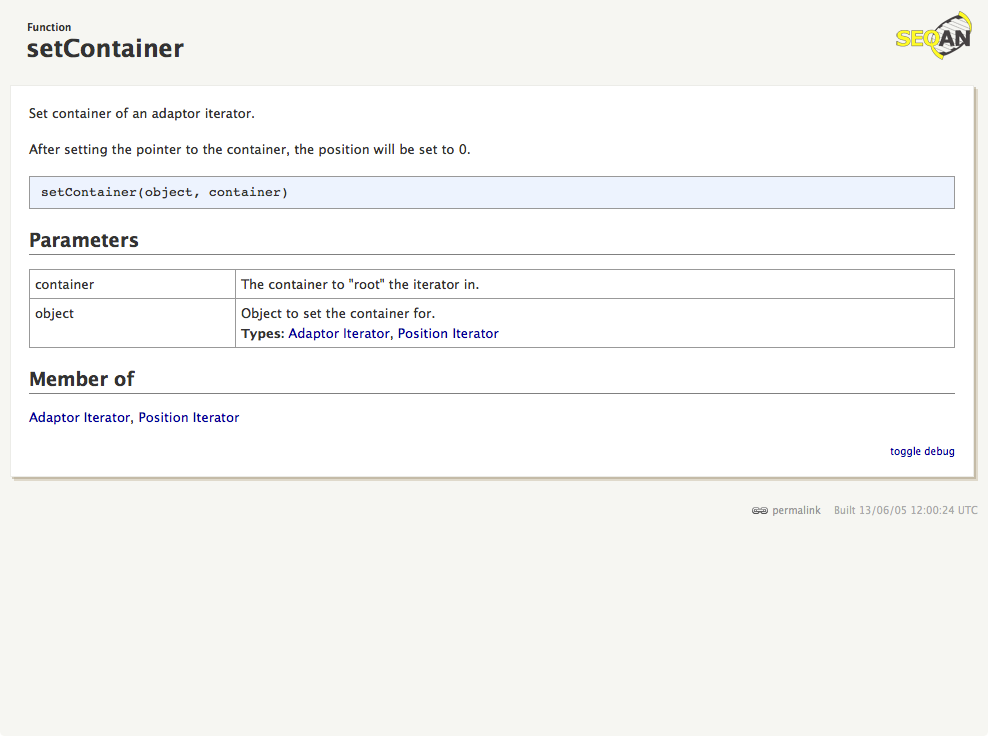 Function
setContainer
SEQAN
Set container of an adaptor iterator.
After setting the pointer to the container, the position will be set to 0.
setContainer(object, container)
Parameters
container The container to "root" the iterator in.
object Object to set the container for.
Types: Adaptor Iterator, Position Iterator
Member of
Adaptor Iterator, Position Iterator
toggle debug
permalink Built 13/06/05 12:00:24 UTC